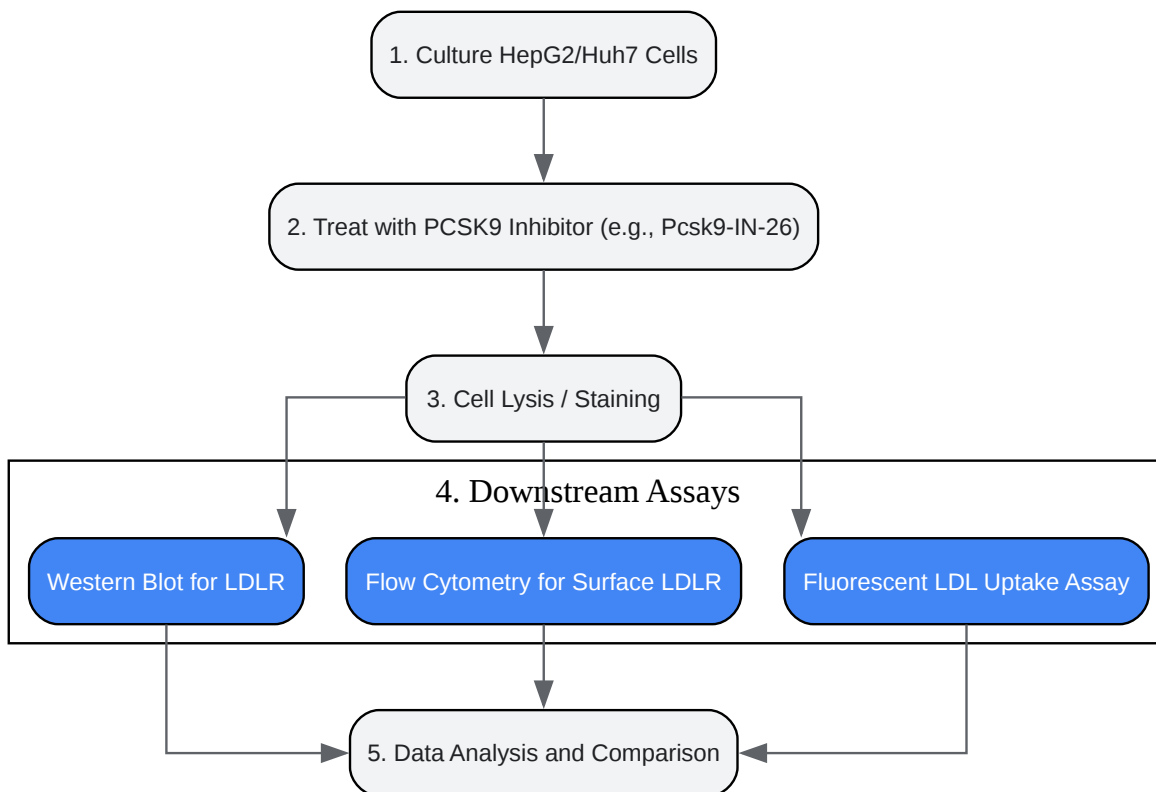 1. Culture HepG2/Huh7 Cells
2. Treat with PCSK9 Inhibitor (e.g., Pcsk9-IN-26)
3. Cell Lysis / Staining
4. Downstream Assays
Western Blot for LDLR
Flow Cytometry for Surface LDLR
Fluorescent LDL Uptake Assay
5. Data Analysis and Comparison